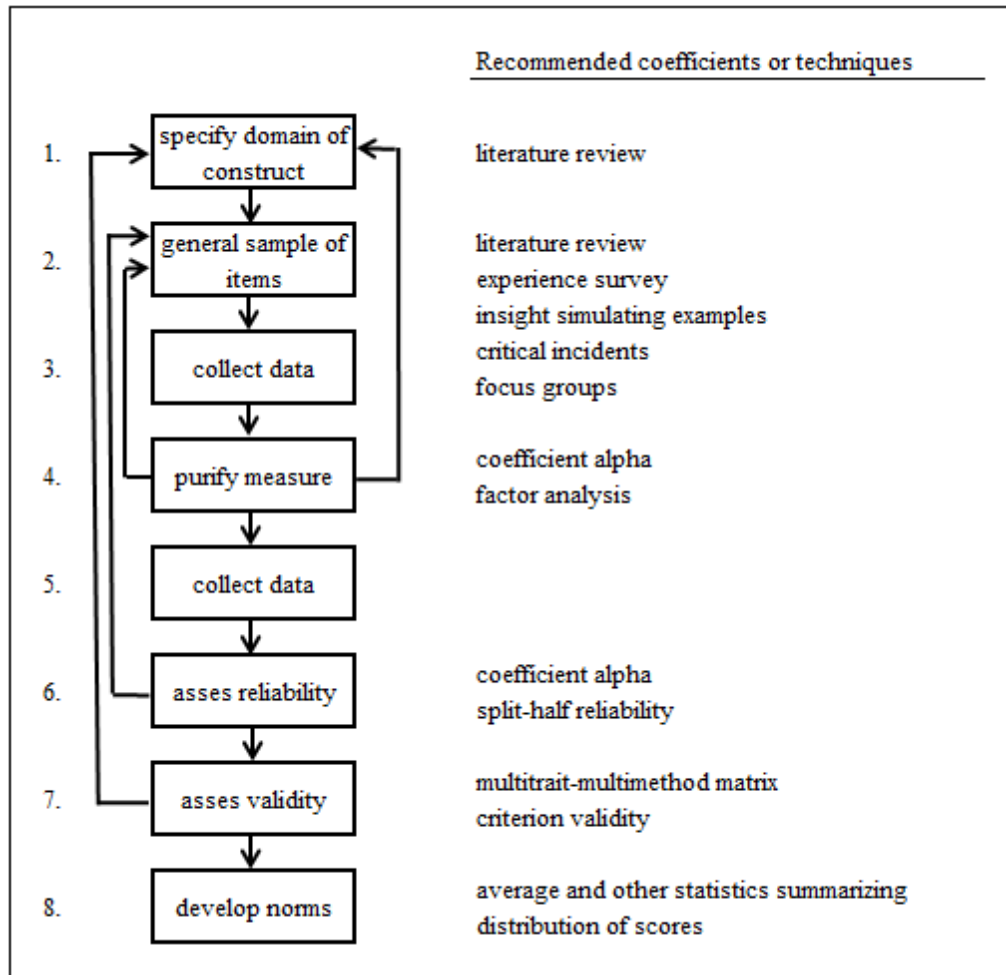 Recommended coefficients or techniques
1.
specify domain of
construct
literature review
2.
general sample of
items
literature review
experience survey
insight simulating examples
critical incidents
focus groups
3.
collect data
4.
purify measure
coefficient alpha
factor analysis
5.
collect data
6.
asses reliability
coefficient alpha
split-half reliability
7.
asses validity
multitrait-multimethod matrix
criterion validity
8.
develop norms
average and other statistics summarizing
distribution of scores